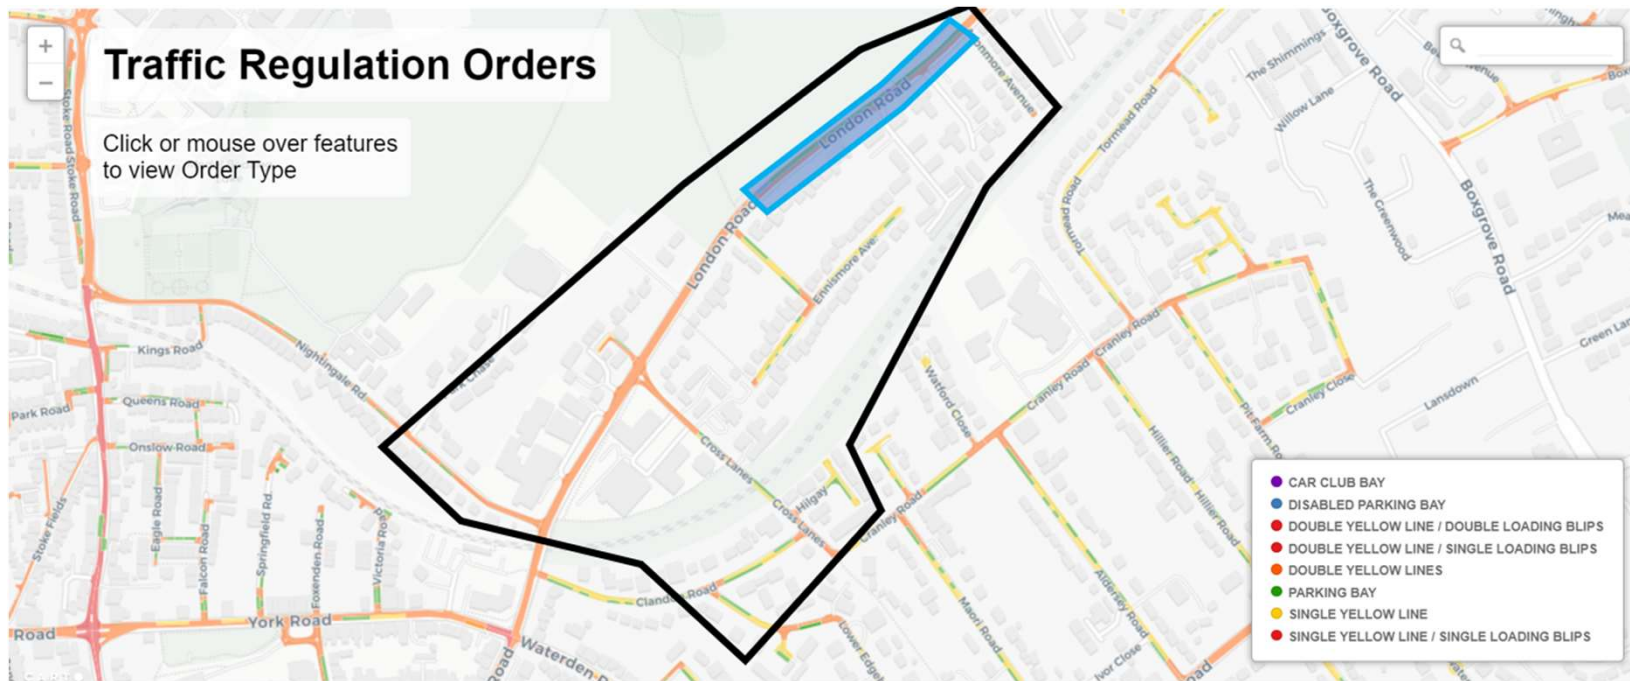 +
−
Traffic Regulation Orders
Click or mouse over features
to view Order Type
Stoke Road
Stoke Road
London Road
London Road
Ennismore Ave.
Tormead Road
Tormead Road
The Shimmings
Willow Lane
The Greenwood
Boxgrove Road
Boxgrove Road
Green Lan
Lansdown
Kings Road
Nightingale Rd
Park Road
Queens Road
Onslow Road
Stoke Fields
Eagle Road
Falcon Road
Springfield Rd.
Foxenden Road
Victoria Ro
Cross Lanes
Cross Lanes
Hilgay
Watford Close
Cranley Road
Cranley Road
Cranley Road
Cranley Close
Pit Farm Road
Hillier Road
Hillier Road
Aldersey Road
Maori Road
Clandon Road
Lower Edge
Ivor Close
York Road
Road
Waterden
Road
CAR CLUB BAY
DISABLED PARKING BAY
DOUBLE YELLOW LINE / DOUBLE LOADING BLIPS
DOUBLE YELLOW LINE / SINGLE LOADING BLIPS
DOUBLE YELLOW LINES
PARKING BAY
SINGLE YELLOW LINE
SINGLE YELLOW LINE / SINGLE LOADING BLIPS